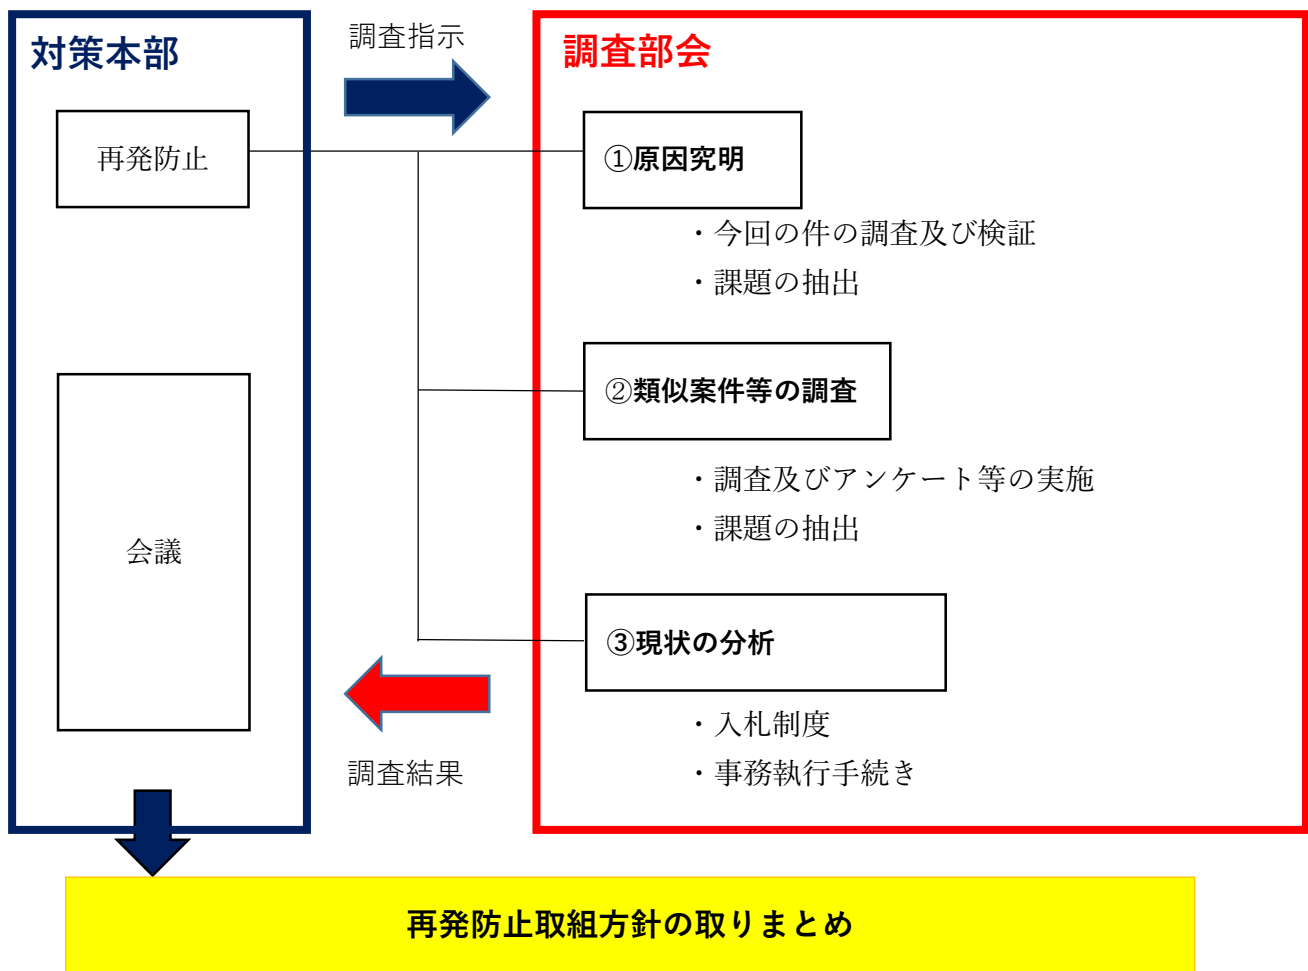 対策本部
調査指示
調査部会
再発防止
①原因究明
・今回の件の調査及び検証
・課題の抽出
②類似案件等の調査
・調査及びアンケート等の実施
・課題の抽出
会議
③現状の分析
・入札制度
・事務執行手続き
調査結果
再発防止取組方針の取りまとめ